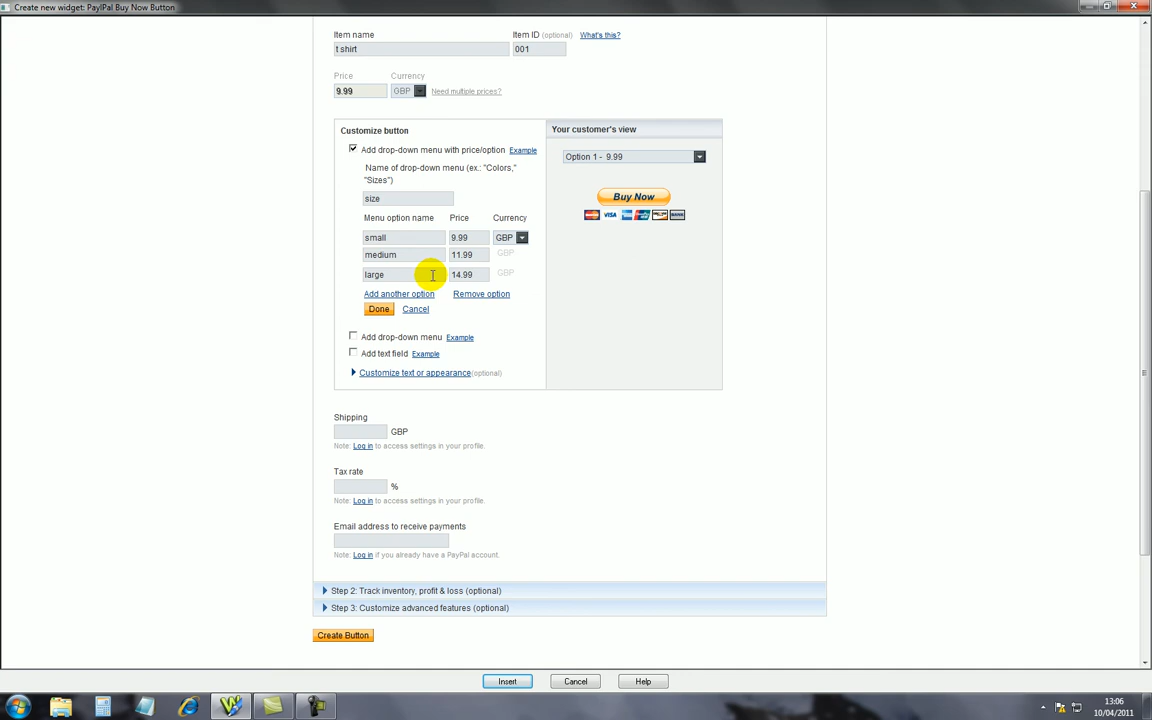 Create new widget: PaylPal Buy Now Button
Item name
Item ID (optional) What's this?
t shirt
001
Price
Currency
9.99
GBP
Need multiple prices?
Customize button
Your customer's view
Add drop-down menu with price/option Example
Option 1 - 9.99
Name of drop-down menu (ex.: "Colors,"
"Sizes")
Buy Now
size
VISA
BANK
Menu option name
Price
Currency
small
9.99
GBP
medium
11.99
GBP
large
14.99
GBP
Add another option
Remove option
Done
Cancel
Add drop-down menu Example
Add text field Example
Customize text or appearance(optional)
Shipping
GBP
Note: Log in to access settings in your profile.
Tax rate
%
Note: Log in to access settings in your profile.
Email address to receive payments
Note: Log in if you already have a PayPal account.
Step 2: Track inventory, profit & loss (optional)
Step 3: Customize advanced features (optional)
Create Button
Insert
Cancel
Help
13:06
10/04/2011